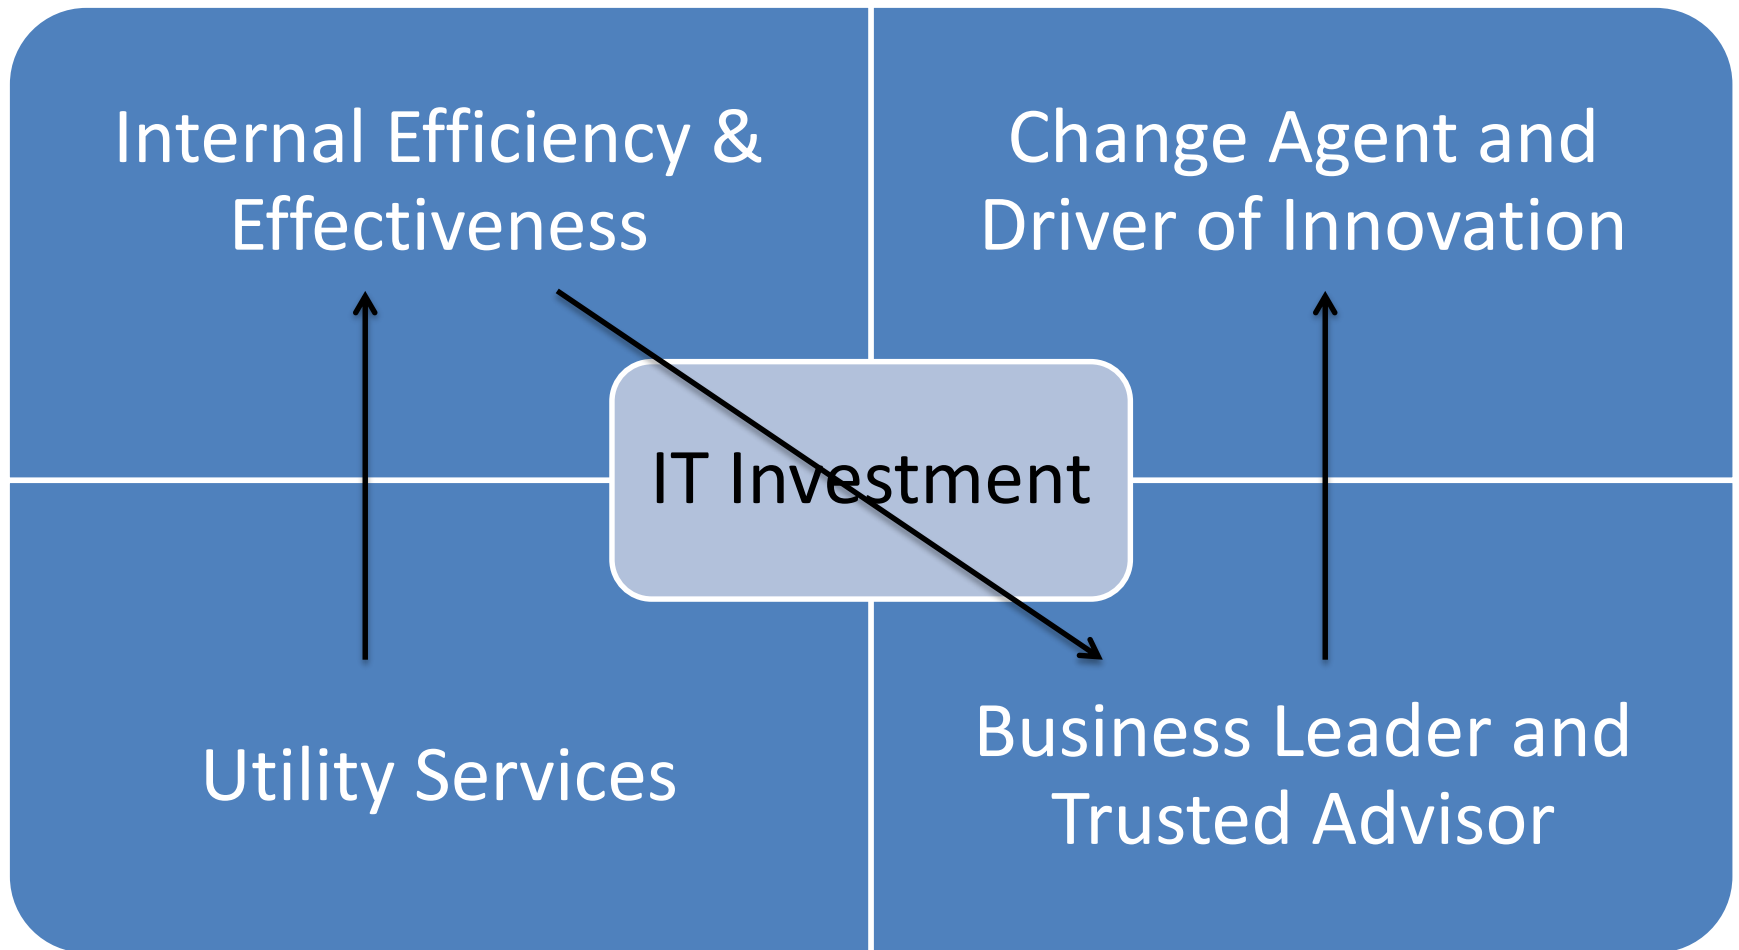 Internal Efficiency &
Effectiveness
Change Agent and
Driver of Innovation
IT Investment
Utility Services
Business Leader and
Trusted Advisor